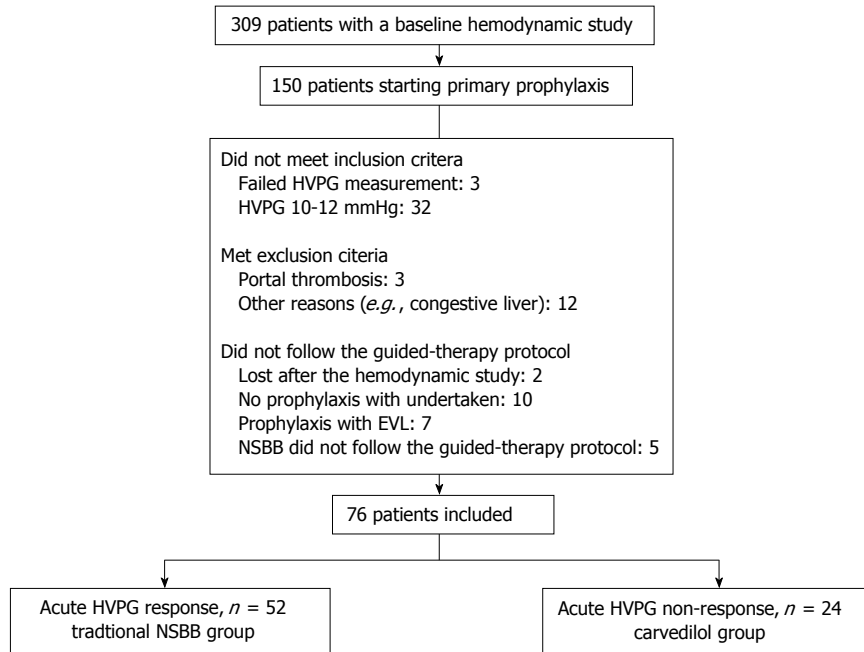 309 patients with a baseline hemodynamic study
150 patients starting primary prophylaxis
Did not meet inclusion critera
Failed HVPG measurement: 3
HVPG 10-12 mmHg: 32
Met exclusion citeria
Portal thrombosis: 3
Other reasons (e.g., congestive liver): 12
Did not follow the guided-therapy protocol
Lost after the hemodynamic study: 2
No prophylaxis with undertaken: 10
Prophylaxis with EVL: 7
NSBB did not follow the guided-therapy protocol: 5
76 patients included
Acute HVPG response, n = 52
tradtional NSBB group
Acute HVPG non-response, n = 24
carvedilol group